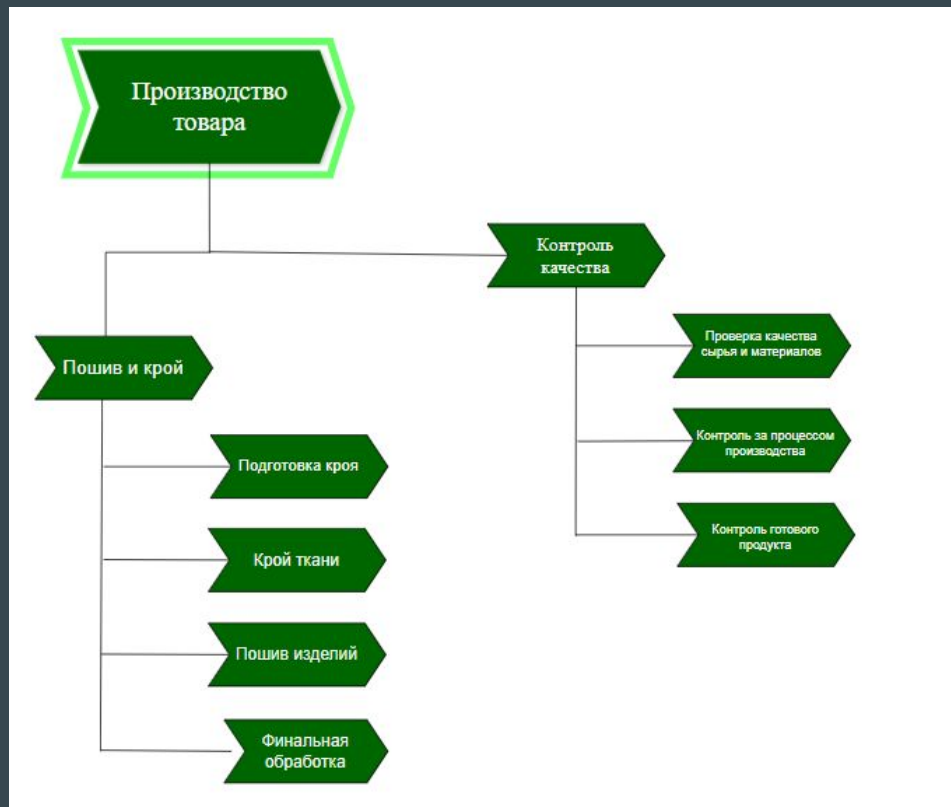 Производство
товара
Контроль
качества
Пошив и крой
Проверка качества
сырья и материалов
Контроль за процессом
производства
Контроль готового
продукта
Подготовка кроя
Крой ткани
Пошив изделий
Финальная
обработка